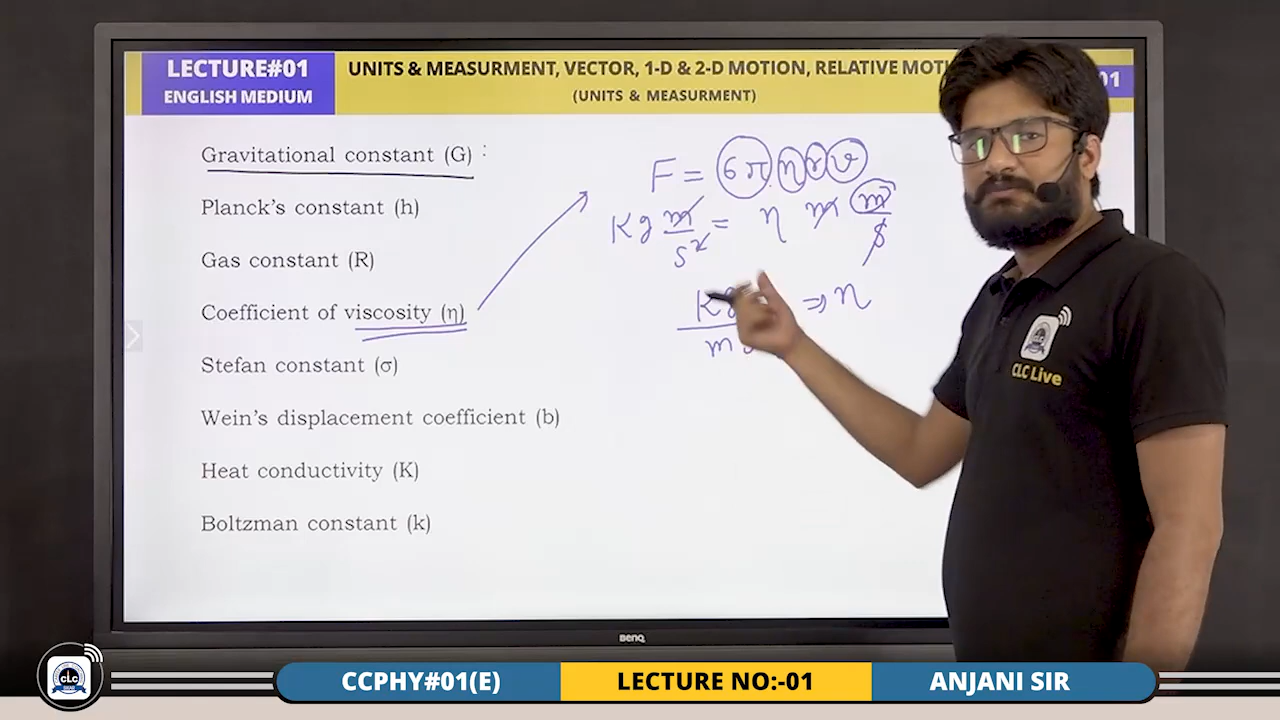 LECTURE#01
ENGLISH MEDIUM
UNITS & MEASURMENT, VECTOR, 1-D & 2-D MOTION, RELATIVE
(UNITS & MEASURMENT)
01
Gravitational constant (G) :
Planck's constant (h)
Gas constant (R)
Coefficient of viscosity (η)
Stefan constant (σ)
Wein's displacement coefficient (b)
Heat conductivity (K)
Boltzman constant (k)
F = 6π η r v
Kg m/s² = η m m/s
⇒ η
m
CLC Live
BENQ
CLC
CCPHY#01(E)
LECTURE NO:-01
ANJANI SIR